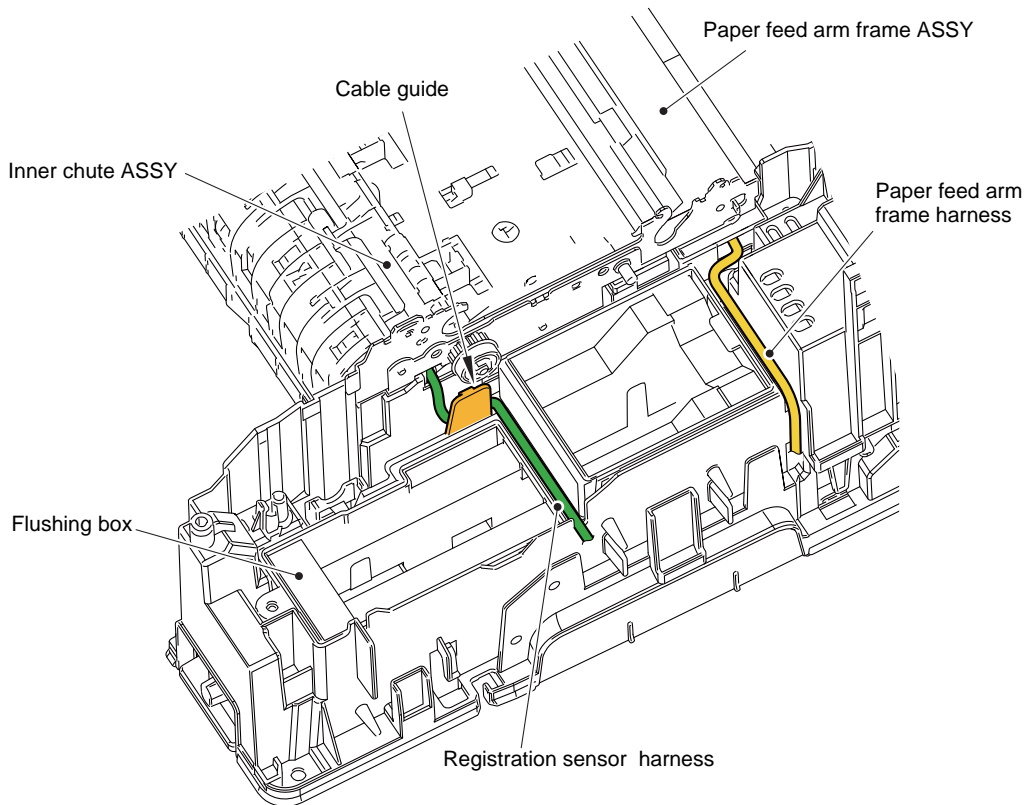 Paper feed arm frame ASSY
Cable guide
Inner chute ASSY
Paper feed arm
frame harness
Flushing box
Registration sensor harness